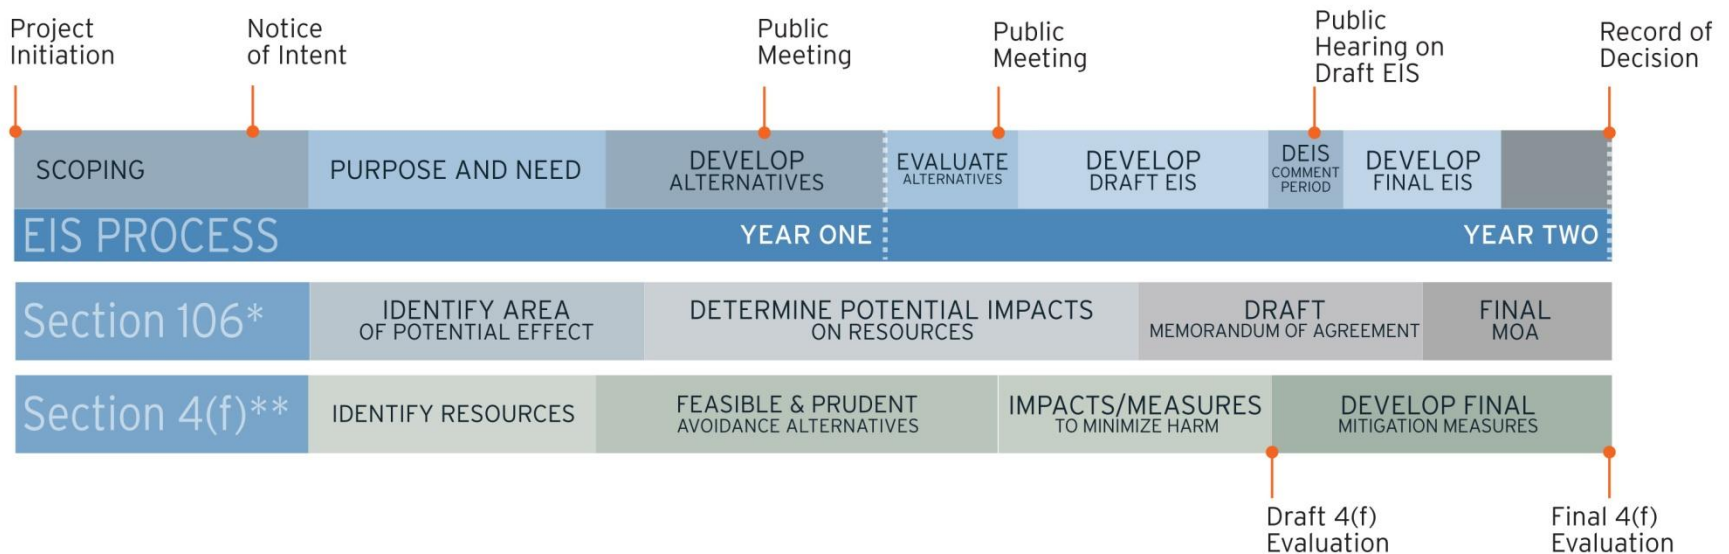 Project
Initiation
Notice
of Intent
Public
Meeting
Public
Meeting
Public
Hearing on
Draft EIS
Record of
Decision
SCOPING
PURPOSE AND NEED
DEVELOP
ALTERNATIVES
EVALUATE
ALTERNATIVES
DEVELOP
DRAFT EIS
DEIS
COMMENT
PERIOD
DEVELOP
FINAL EIS
EIS PROCESS
YEAR ONE
YEAR TWO
Section 106*
IDENTIFY AREA
OF POTENTIAL EFFECT
DETERMINE POTENTIAL IMPACTS
ON RESOURCES
DRAFT
MEMORANDUM OF AGREEMENT
FINAL
MOA
Section 4(f)**
IDENTIFY RESOURCES
FEASIBLE & PRUDENT
AVOIDANCE ALTERNATIVES
IMPACTS/MEASURES
TO MINIMIZE HARM
DEVELOP FINAL
MITIGATION MEASURES
Draft 4(f)
Evaluation
Final 4(f)
Evaluation